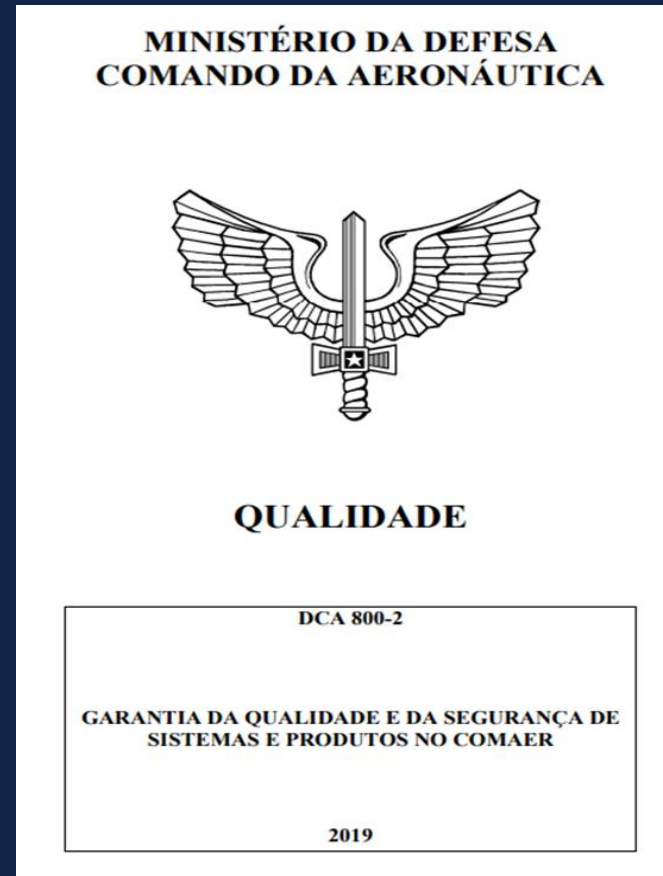 MINISTÉRIO DA DEFESA
COMANDO DA AERONÁUTICA
QUALIDADE
DCA 800-2
GARANTIA DA QUALIDADE E DA SEGURANÇA DE
SISTEMAS E PRODUTOS NO COMAER
2019